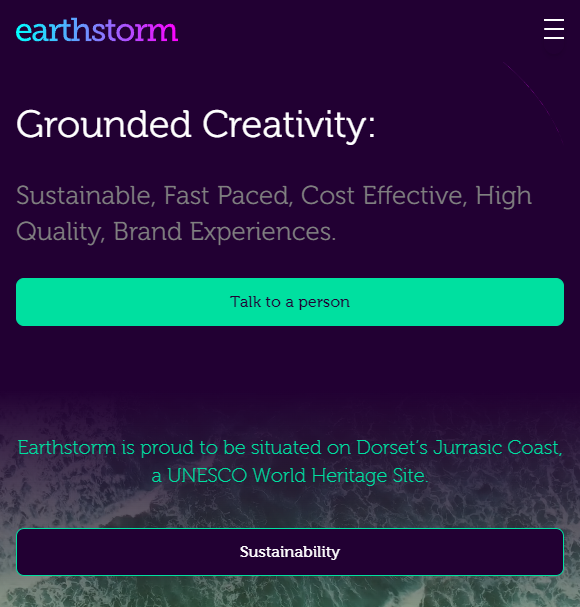 earthstorm
Grounded Creativity:
Sustainable, Fast Paced, Cost Effective, High
Quality, Brand Experiences.
Talk to a person
Earthstorm is proud to be situated on Dorset’s Jurrasic Coast,
a UNESCO World Heritage Site.
Sustainability